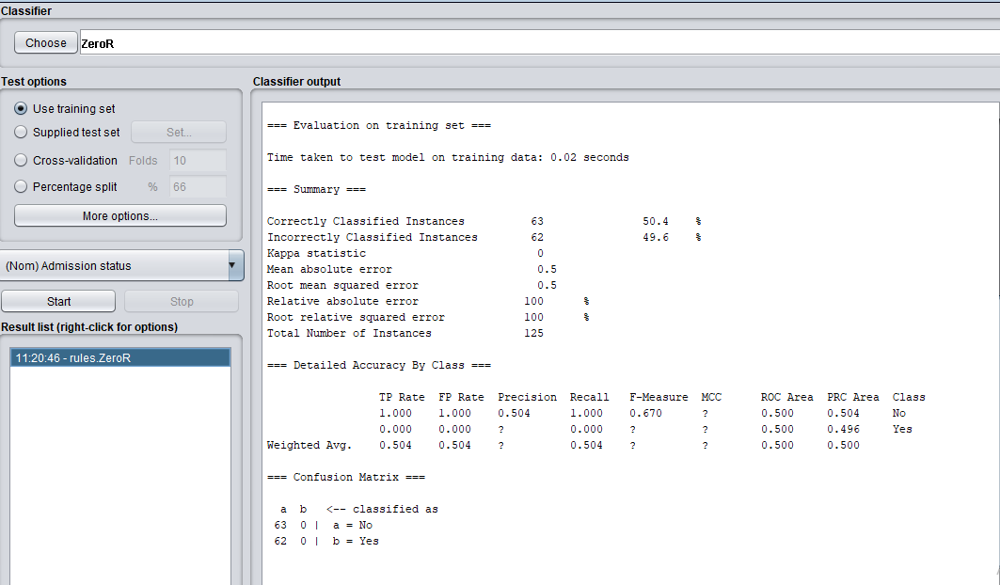 Classifier
Choose ZeroR
Test options
Use training set
Supplied test set Set...
Cross-validation Folds 10
Percentage split % 66
More options...
(Nom) Admission status
Start Stop
Result list (right-click for options)
11:20:46 - rules.ZeroR
Classifier output
=== Evaluation on training set ===
Time taken to test model on training data: 0.02 seconds
=== Summary ===
Correctly Classified Instances 63 50.4 %
Incorrectly Classified Instances 62 49.6 %
Kappa statistic 0
Mean absolute error 0.5
Root mean squared error 0.5
Relative absolute error 100 %
Root relative squared error 100 %
Total Number of Instances 125
=== Detailed Accuracy By Class ===
TP Rate FP Rate Precision Recall F-Measure MCC ROC Area PRC Area Class
1.000 1.000 0.504 1.000 0.670 ? 0.500 0.504 No
0.000 0.000 ? 0.000 ? ? 0.500 0.496 Yes
Weighted Avg. 0.504 0.504 ? 0.504 ? ? 0.500 0.500
=== Confusion Matrix ===
a b <-- classified as
63 0 | a = No
62 0 | b = Yes